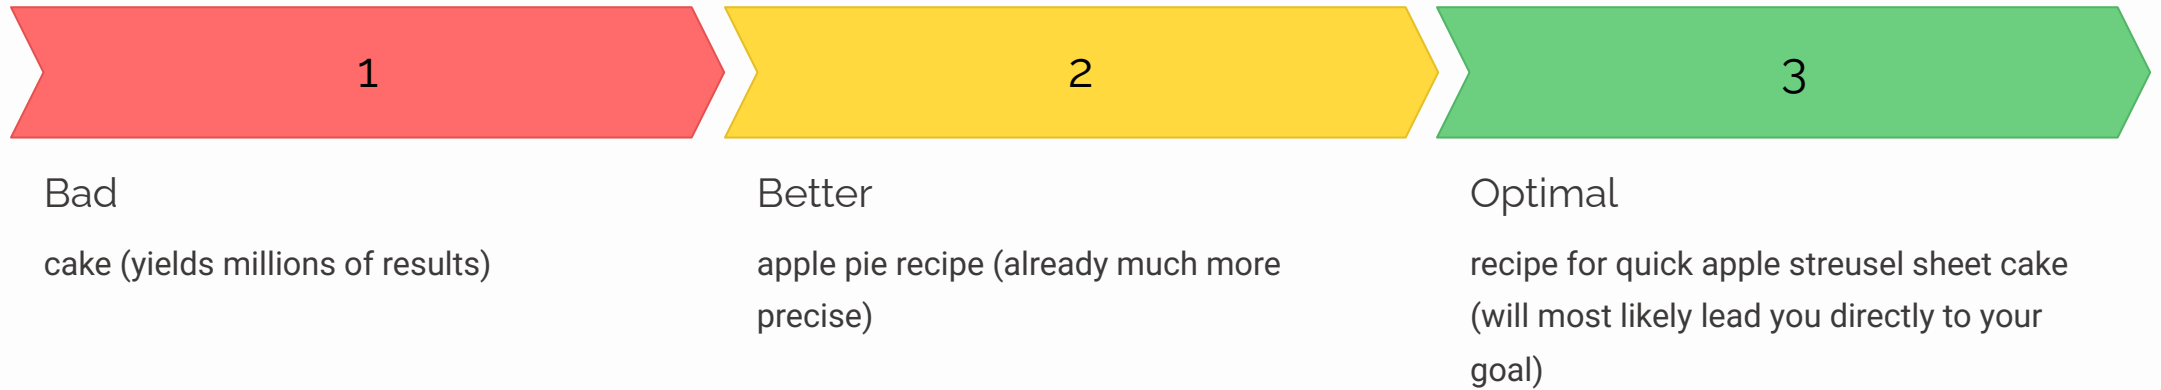 1
2
3
Bad
cake (yields millions of results)
Better
apple pie recipe (already much more
precise)
Optimal
recipe for quick apple streusel sheet cake
(will most likely lead you directly to your
goal)